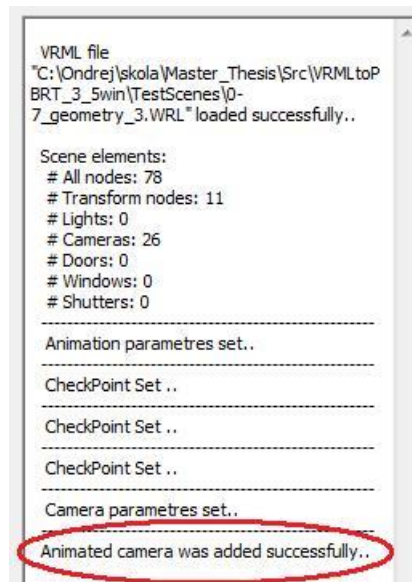 VRML file
"C:\Ondrej\skola\Master_Thesis\Src\VRMLtoP
BRT_3_5win\TestScenes\0-
7_geometry_3.WRL" loaded successfully..
Scene elements:
# All nodes: 78
# Transform nodes: 11
# Lights: 0
# Cameras: 26
# Doors: 0
# Windows: 0
# Shutters: 0
Animation parametres set..
CheckPoint Set ..
CheckPoint Set ..
CheckPoint Set ..
Camera parametres set..
Animated camera was added successfully..